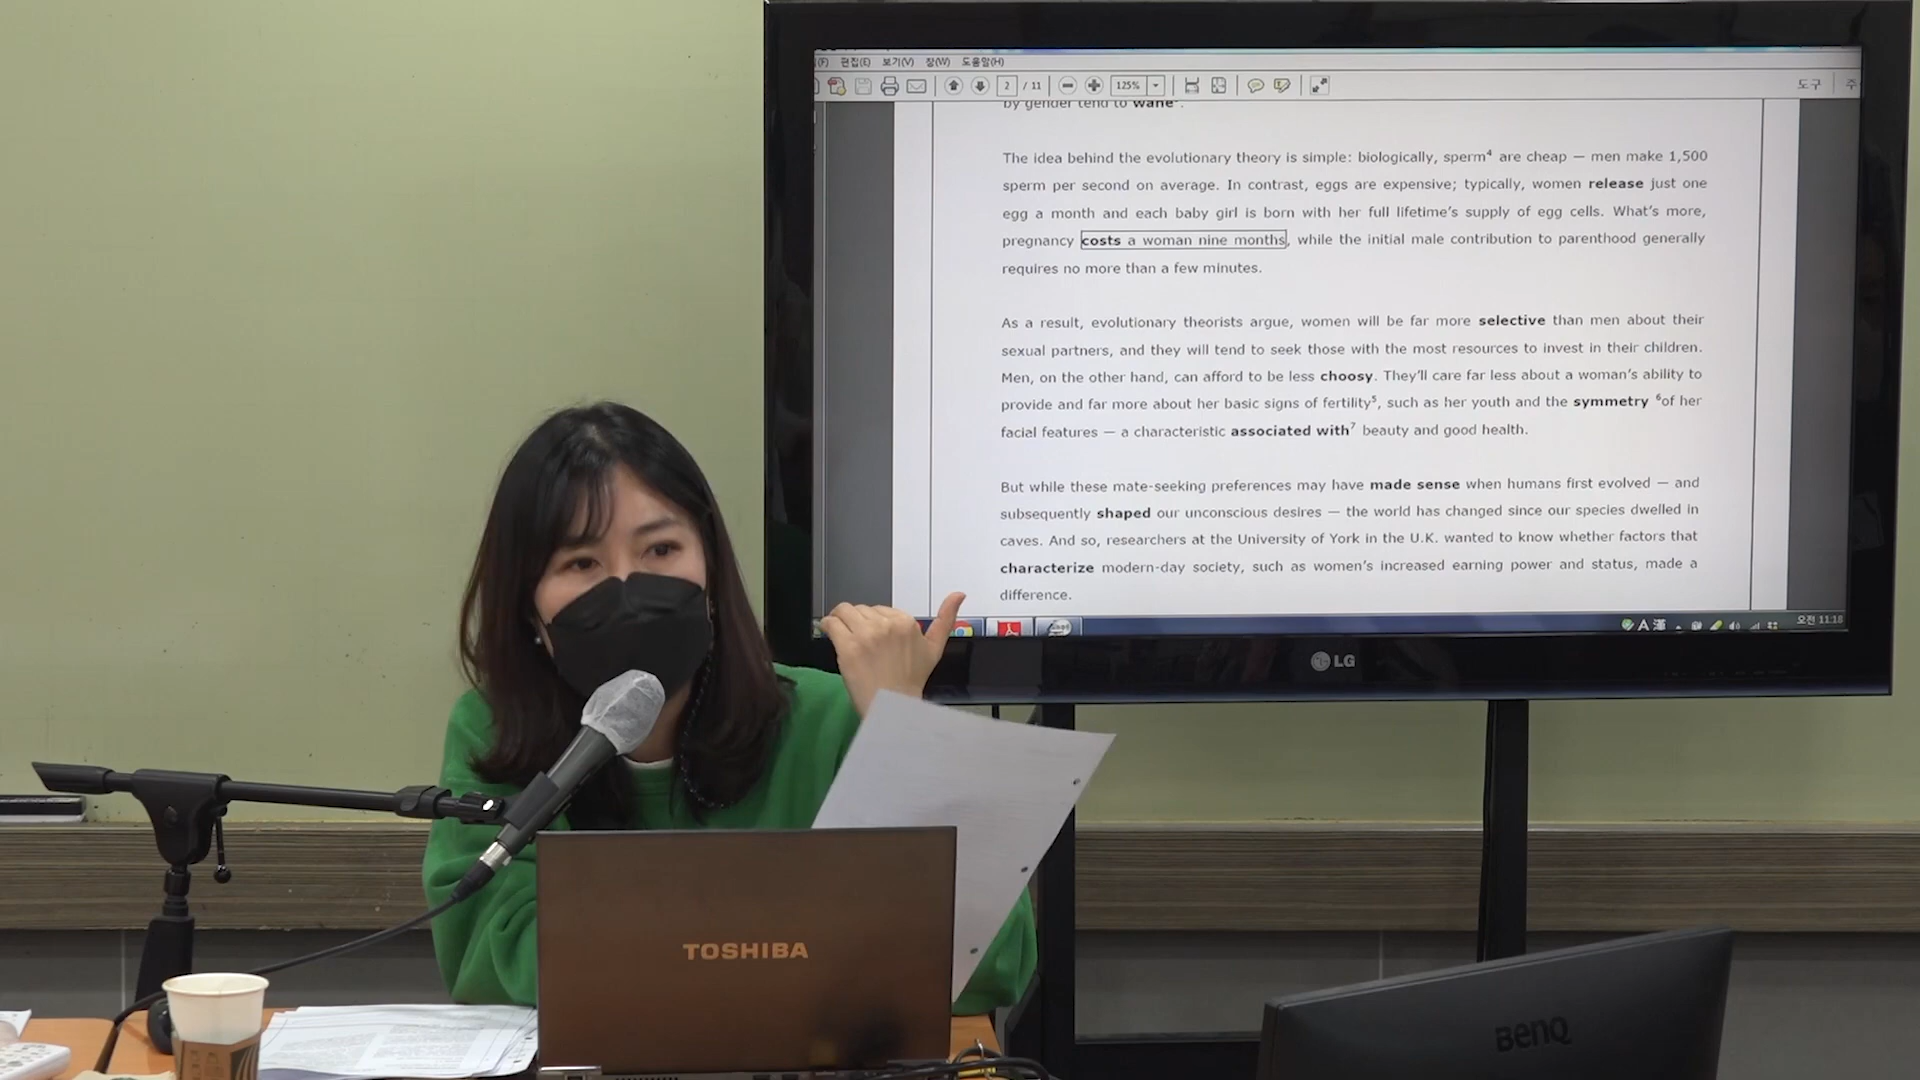 편집(E) 보기(V) 창(W) 도움말(H)
2 / 11 125% 도구
by gender tend to wane
The idea behind the evolutionary theory is simple: biologically, sperm⁴ are cheap — men make 1,500
sperm per second on average. In contrast, eggs are expensive; typically, women release just one
egg a month and each baby girl is born with her full lifetime's supply of egg cells. What's more,
pregnancy costs a woman nine months, while the initial male contribution to parenthood generally
requires no more than a few minutes.
As a result, evolutionary theorists argue, women will be far more selective than men about their
sexual partners, and they will tend to seek those with the most resources to invest in their children.
Men, on the other hand, can afford to be less choosy. They'll care far less about a woman's ability to
provide and far more about her basic signs of fertility⁵, such as her youth and the symmetry ⁶of her
facial features — a characteristic associated with⁷ beauty and good health.
But while these mate-seeking preferences may have made sense when humans first evolved — and
subsequently shaped our unconscious desires — the world has changed since our species dwelled in
caves. And so, researchers at the University of York in the U.K. wanted to know whether factors that
characterize modern-day society, such as women's increased earning power and status, made a
difference.
A 漢 오전 11:18
LG
TOSHIBA
BenQ